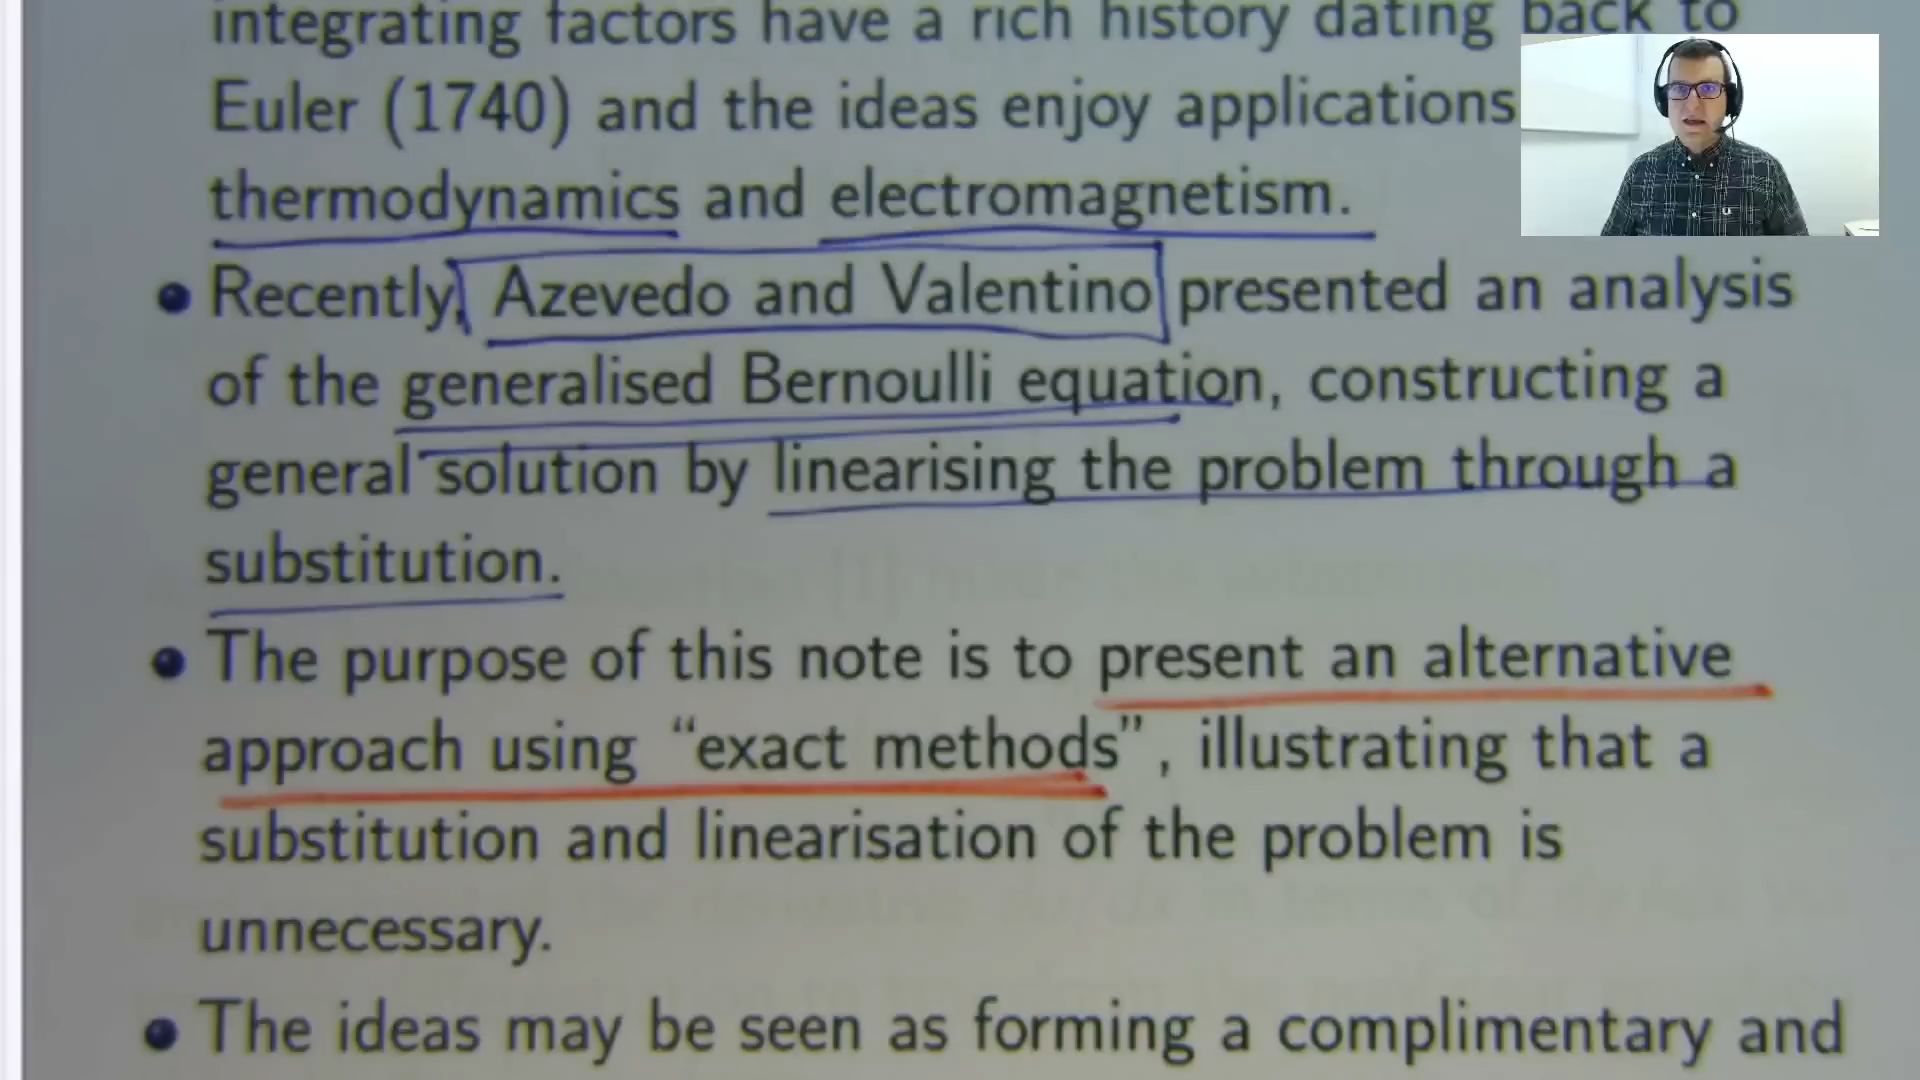 integrating factors have a rich history dating back to
Euler (1740) and the ideas enjoy applications
thermodynamics and electromagnetism.
Recently, Azevedo and Valentino presented an analysis
of the generalised Bernoulli equation, constructing a
general solution by linearising the problem through a
substitution.
The purpose of this note is to present an alternative
approach using “exact methods”, illustrating that a
substitution and linearisation of the problem is
unnecessary.
The ideas may be seen as forming a complimentary and